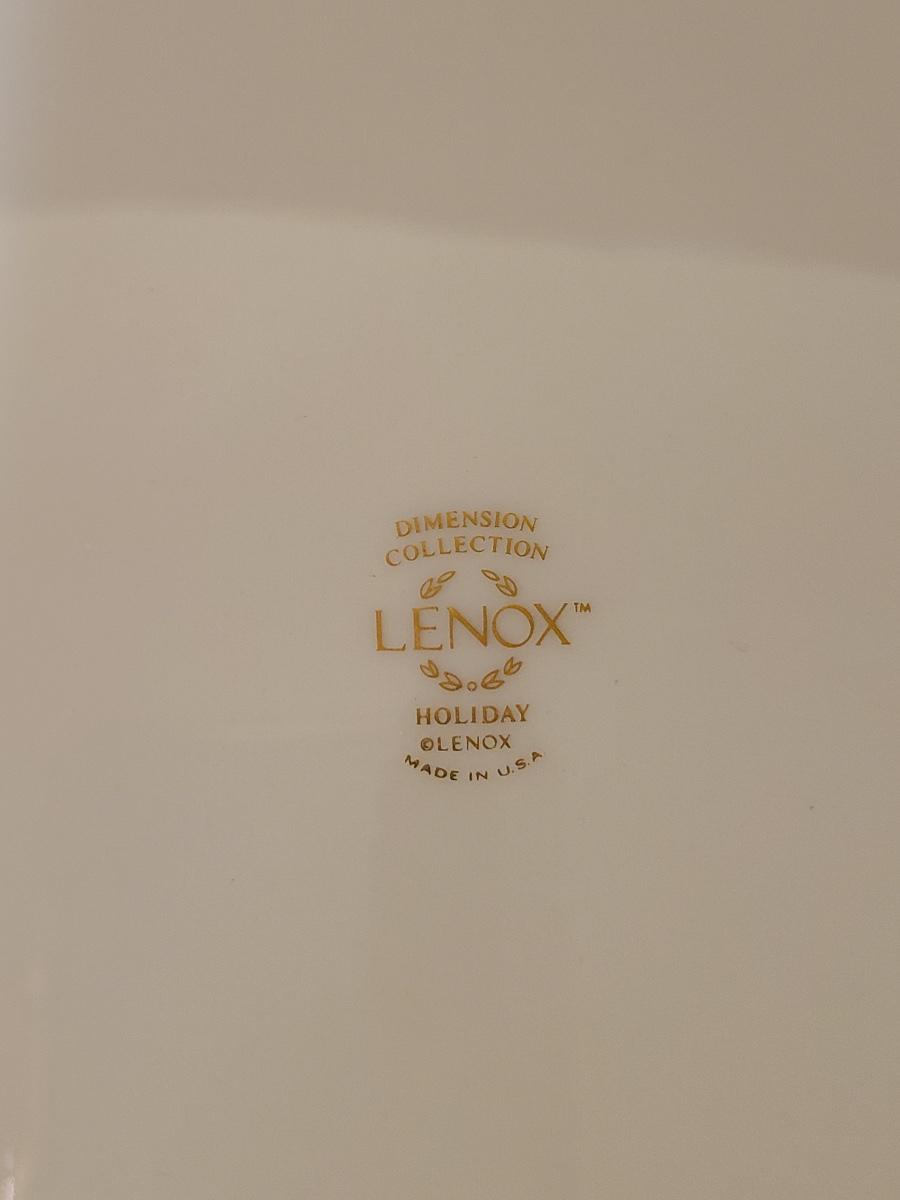 DIMENSION
COLLECTION
LENOX™
HOLIDAY
©LENOX
MADE IN U.S.A.